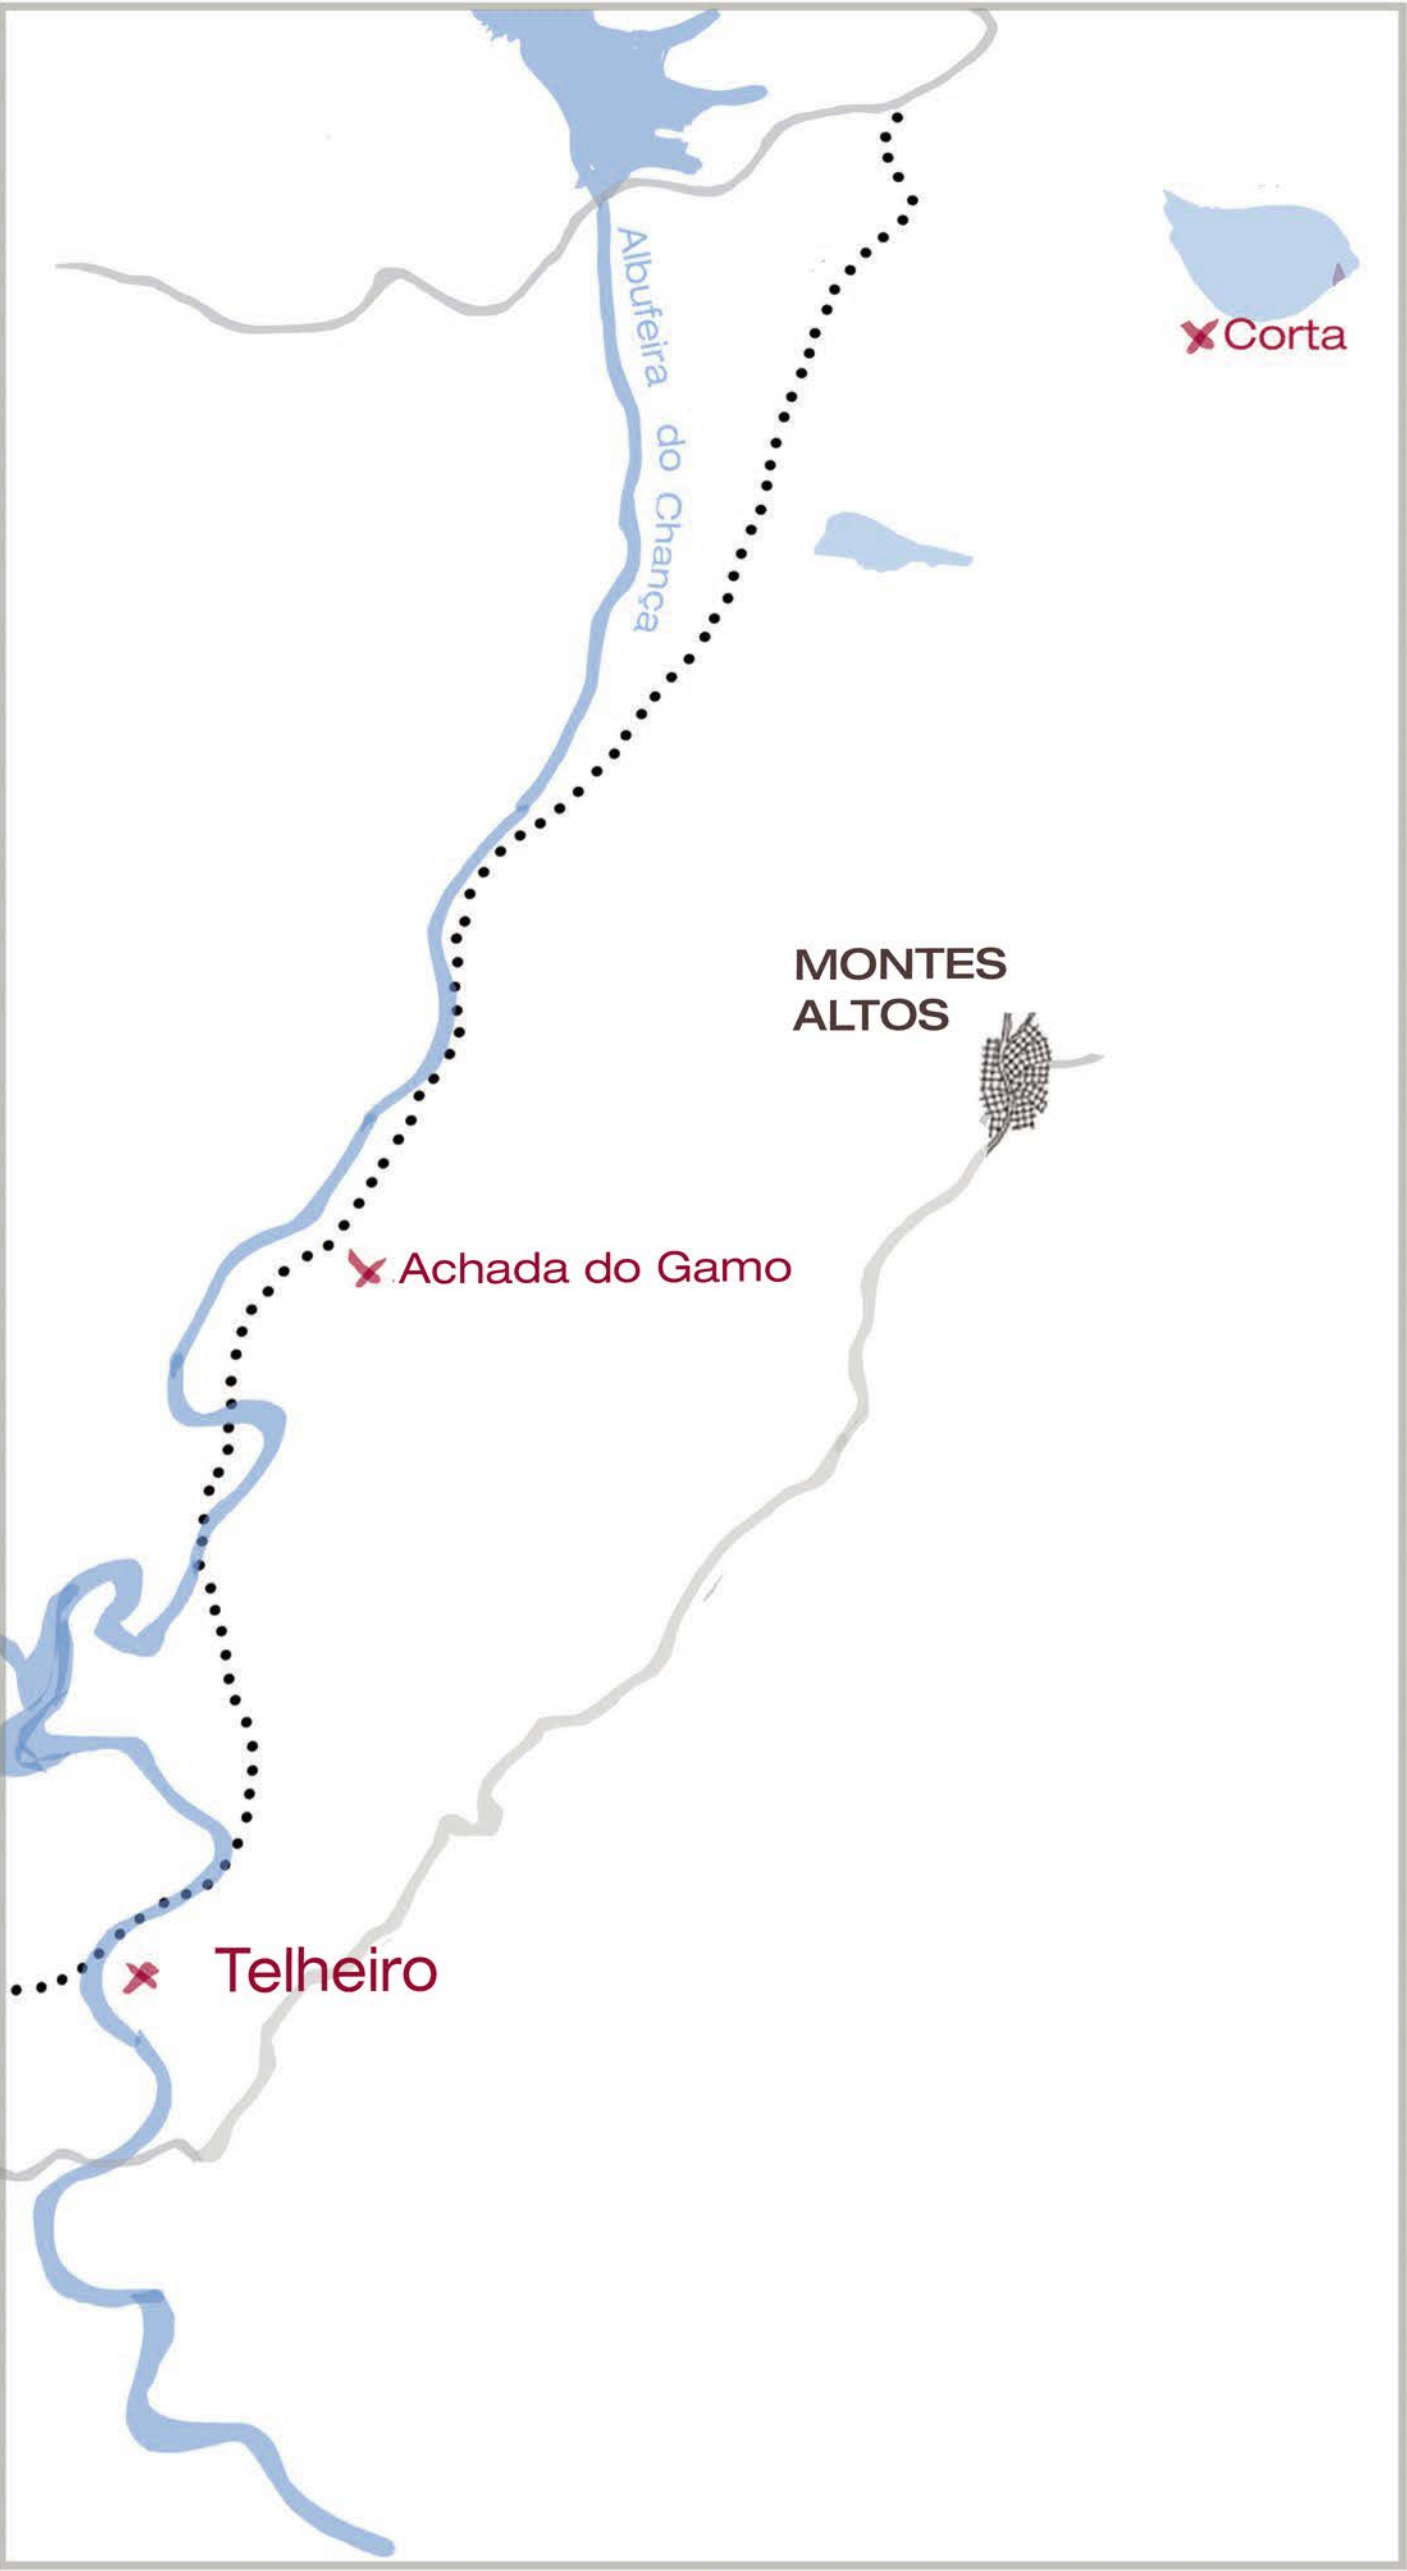 Albufeira do Chança
Corta
MONTES
ALTOS
Achada do Gamo
Telheiro